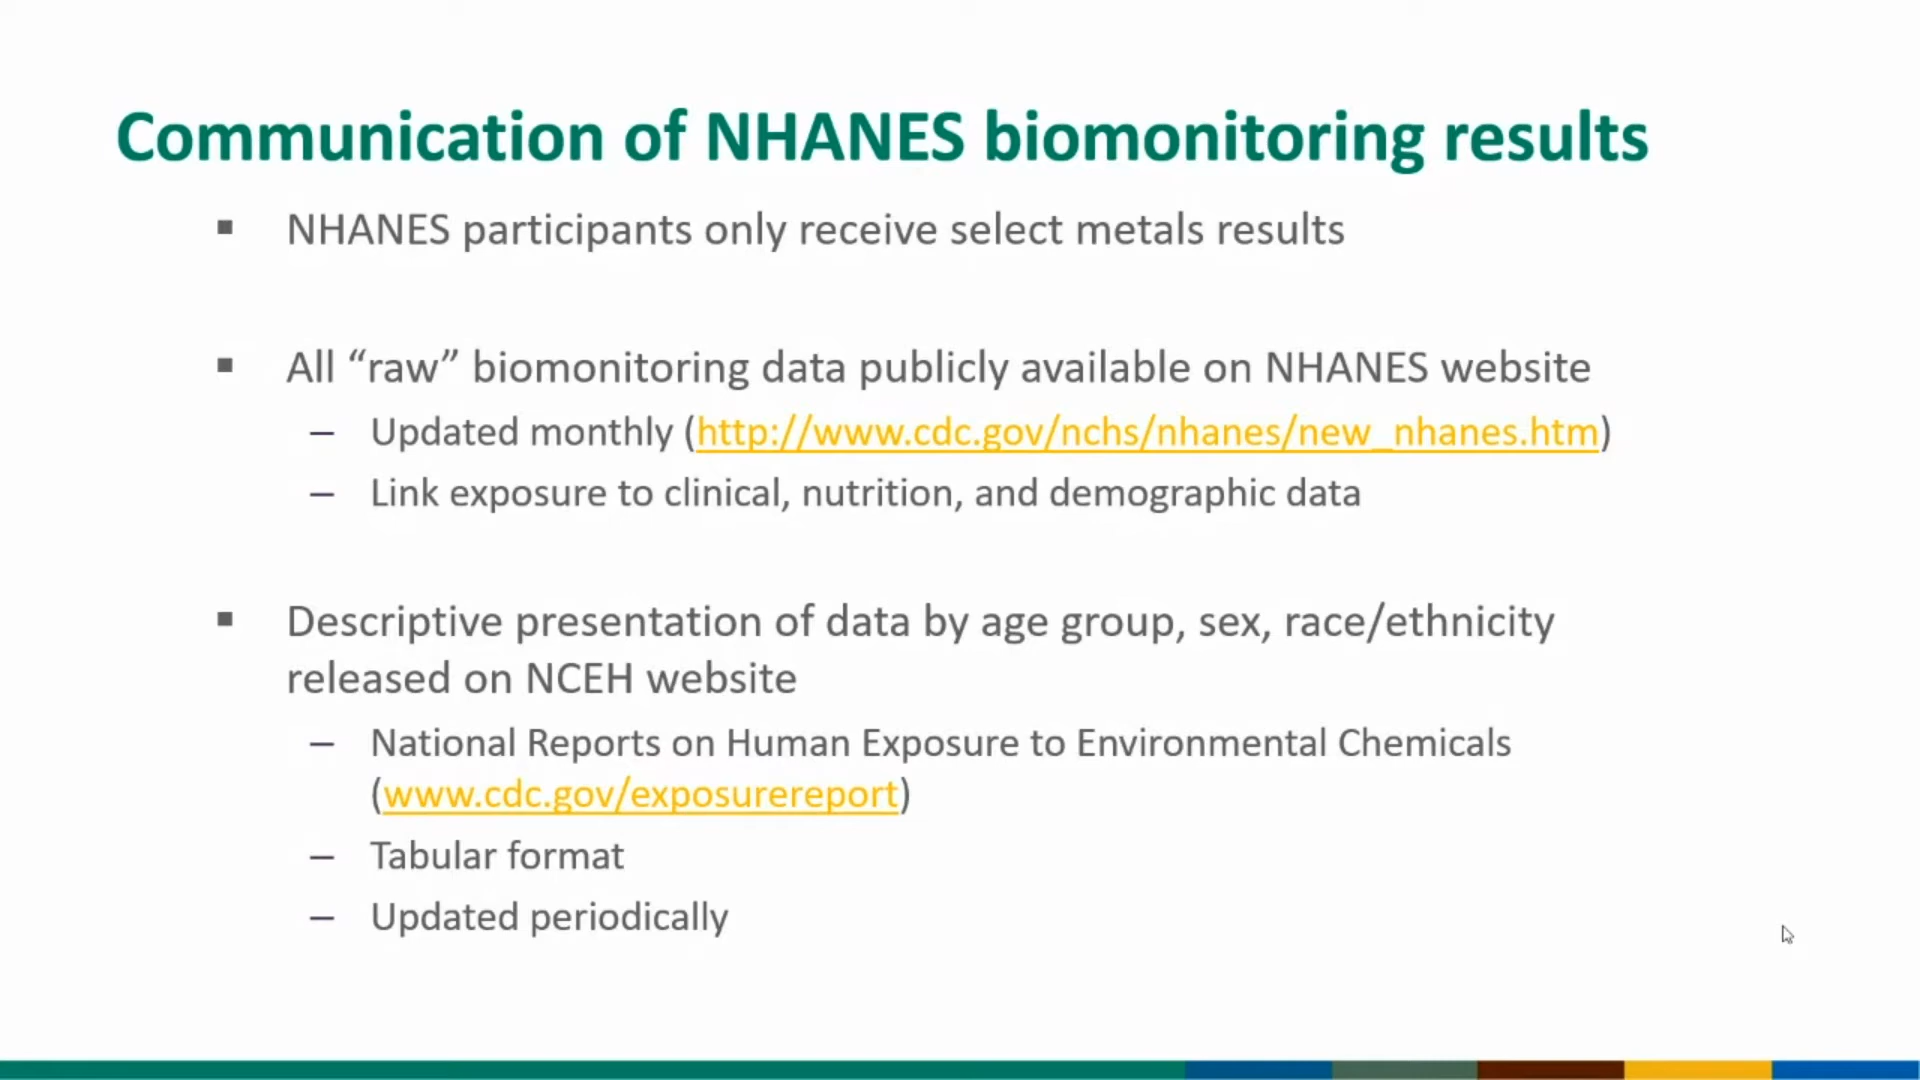 Communication of NHANES biomonitoring results
▪ NHANES participants only receive select metals results
▪ All “raw” biomonitoring data publicly available on NHANES website
– Updated monthly (http://www.cdc.gov/nchs/nhanes/new_nhanes.htm)
– Link exposure to clinical, nutrition, and demographic data
▪ Descriptive presentation of data by age group, sex, race/ethnicity
released on NCEH website
– National Reports on Human Exposure to Environmental Chemicals
(www.cdc.gov/exposurereport)
– Tabular format
– Updated periodically